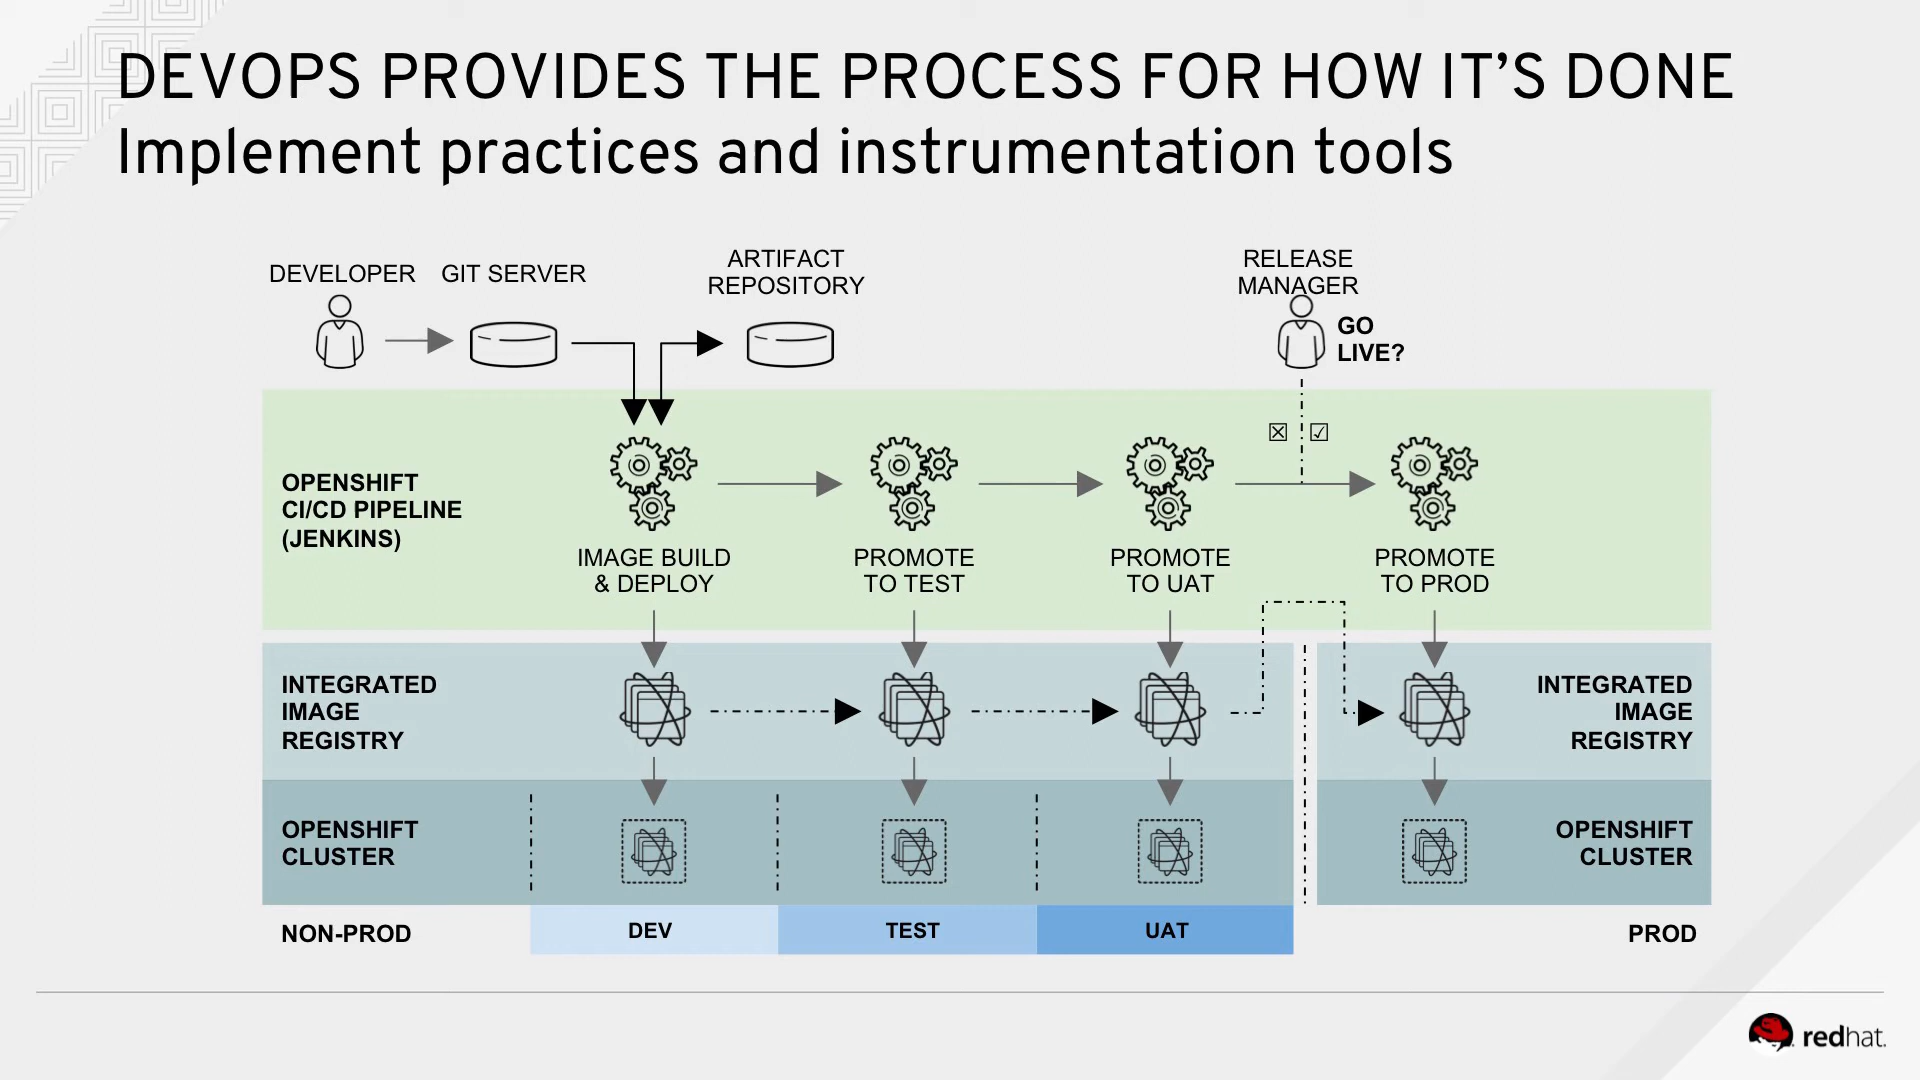 DEVOPS PROVIDES THE PROCESS FOR HOW IT’S DONE
Implement practices and instrumentation tools
DEVELOPER
GIT SERVER
ARTIFACT
REPOSITORY
RELEASE
MANAGER
GO
LIVE?
OPENSHIFT
CI/CD PIPELINE
(JENKINS)
IMAGE BUILD
& DEPLOY
PROMOTE
TO TEST
PROMOTE
TO UAT
PROMOTE
TO PROD
INTEGRATED
IMAGE
REGISTRY
INTEGRATED
IMAGE
REGISTRY
OPENSHIFT
CLUSTER
OPENSHIFT
CLUSTER
NON-PROD
DEV
TEST
UAT
PROD
redhat.